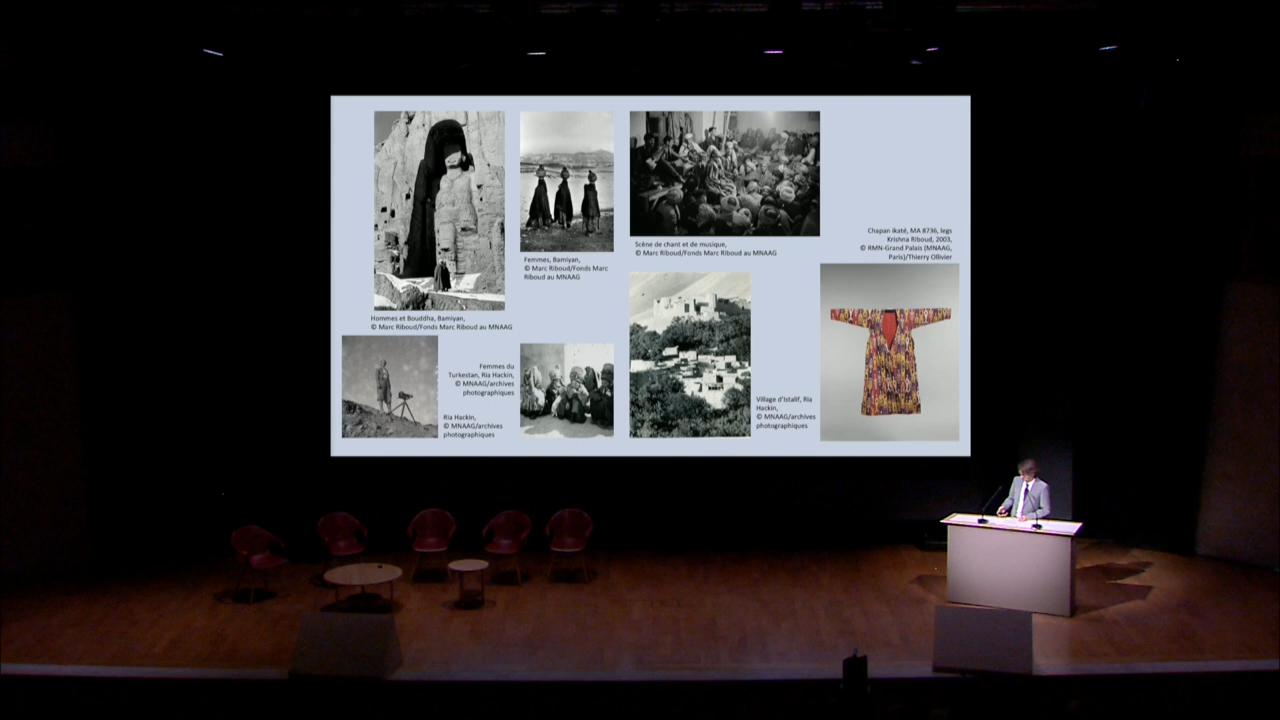 Hommes et Bouddha, Bamiyan,
© Marc Riboud/Fonds Marc Riboud au MNAAG
Femmes, Bamiyan,
© Marc Riboud/Fonds Marc
Riboud au MNAAG
Scène de chant et de musique,
© Marc Riboud/Fonds Marc Riboud au MNAAG
Chapan ikaté, MA 8736, legs
Krishna Riboud, 2003,
© RMN-Grand Palais (MNAAG,
Paris)/Thierry Ollivier
Ria Hackin,
© MNAAG/archives
photographiques
Femmes du
Turkestan, Ria Hackin,
© MNAAG/archives
photographiques
Village d'Istalif, Ria
Hackin,
© MNAAG/archives
photographiques